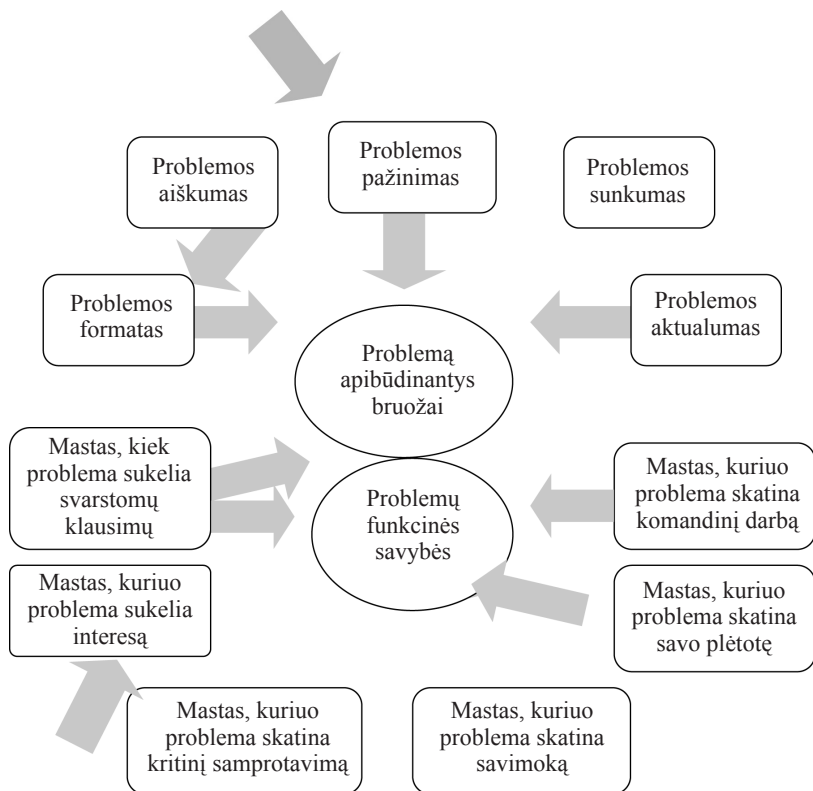 Problemos
aiškumas
Problemos
pažinimas
Problemos
sunkumas
Problemos
formatas
Problemos
aktualumas
Problemą
apibūdinantys
bruožai
Mastas, kiek
problema sukelia
svarstomų
klausimų
Problemų
funkcinės
savybės
Mastas, kuriuo
problema skatina
komandinį darbą
Mastas, kuriuo
problema sukelia
interesą
Mastas, kuriuo
problema skatina
savo plėtotę
Mastas, kuriuo
problema skatina
kritinį samprotavimą
Mastas, kuriuo
problema skatina
savimoką